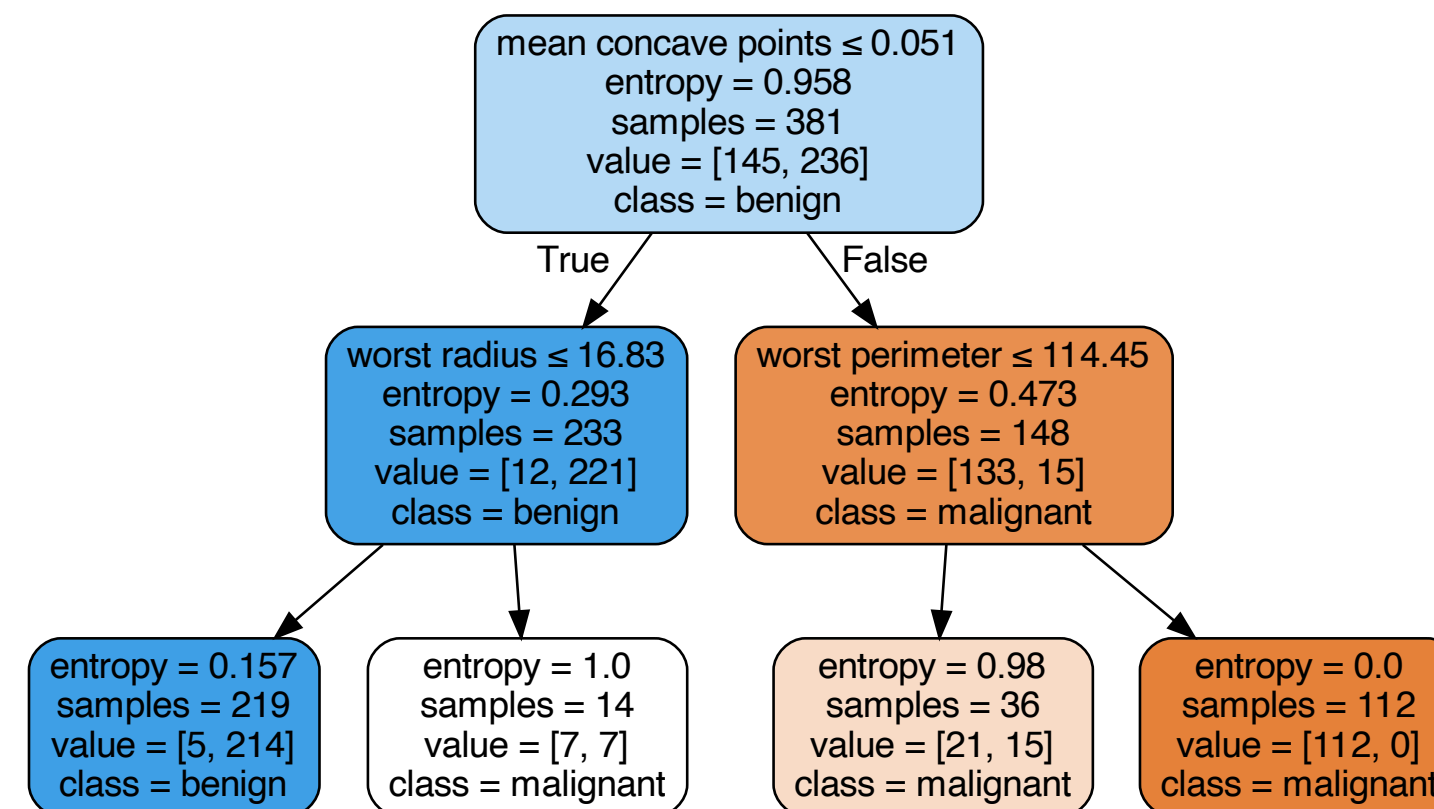 mean concave points ≤ 0.051
entropy = 0.958
samples = 381
value = [145, 236]
class = benign
True
False
worst radius ≤ 16.83
entropy = 0.293
samples = 233
value = [12, 221]
class = benign
worst perimeter ≤ 114.45
entropy = 0.473
samples = 148
value = [133, 15]
class = malignant
entropy = 0.157
samples = 219
value = [5, 214]
class = benign
entropy = 1.0
samples = 14
value = [7, 7]
class = malignant
entropy = 0.98
samples = 36
value = [21, 15]
class = malignant
entropy = 0.0
samples = 112
value = [112, 0]
class = malignant